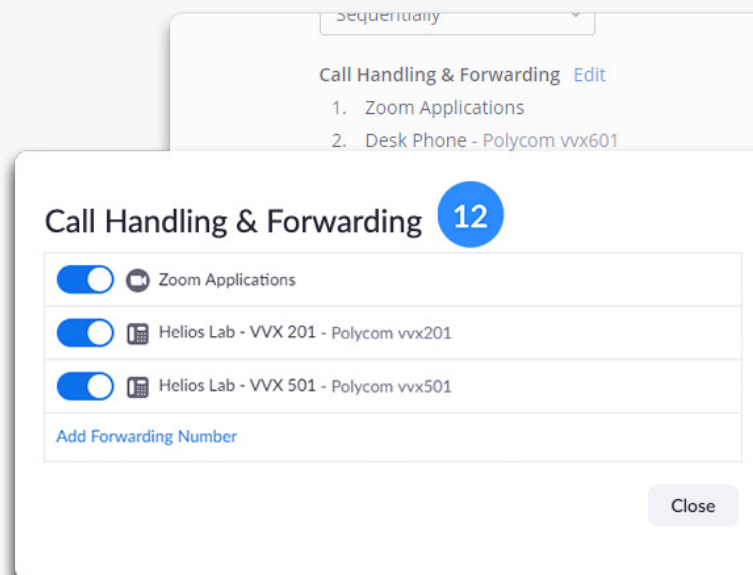 Sequentially
Call Handling & Forwarding Edit
1. Zoom Applications
2. Desk Phone - Polycom vvx601
Call Handling & Forwarding 12
Zoom Applications
Helios Lab - VVX 201 - Polycom vvx201
Helios Lab - VVX 501 - Polycom vvx501
Add Forwarding Number
Close